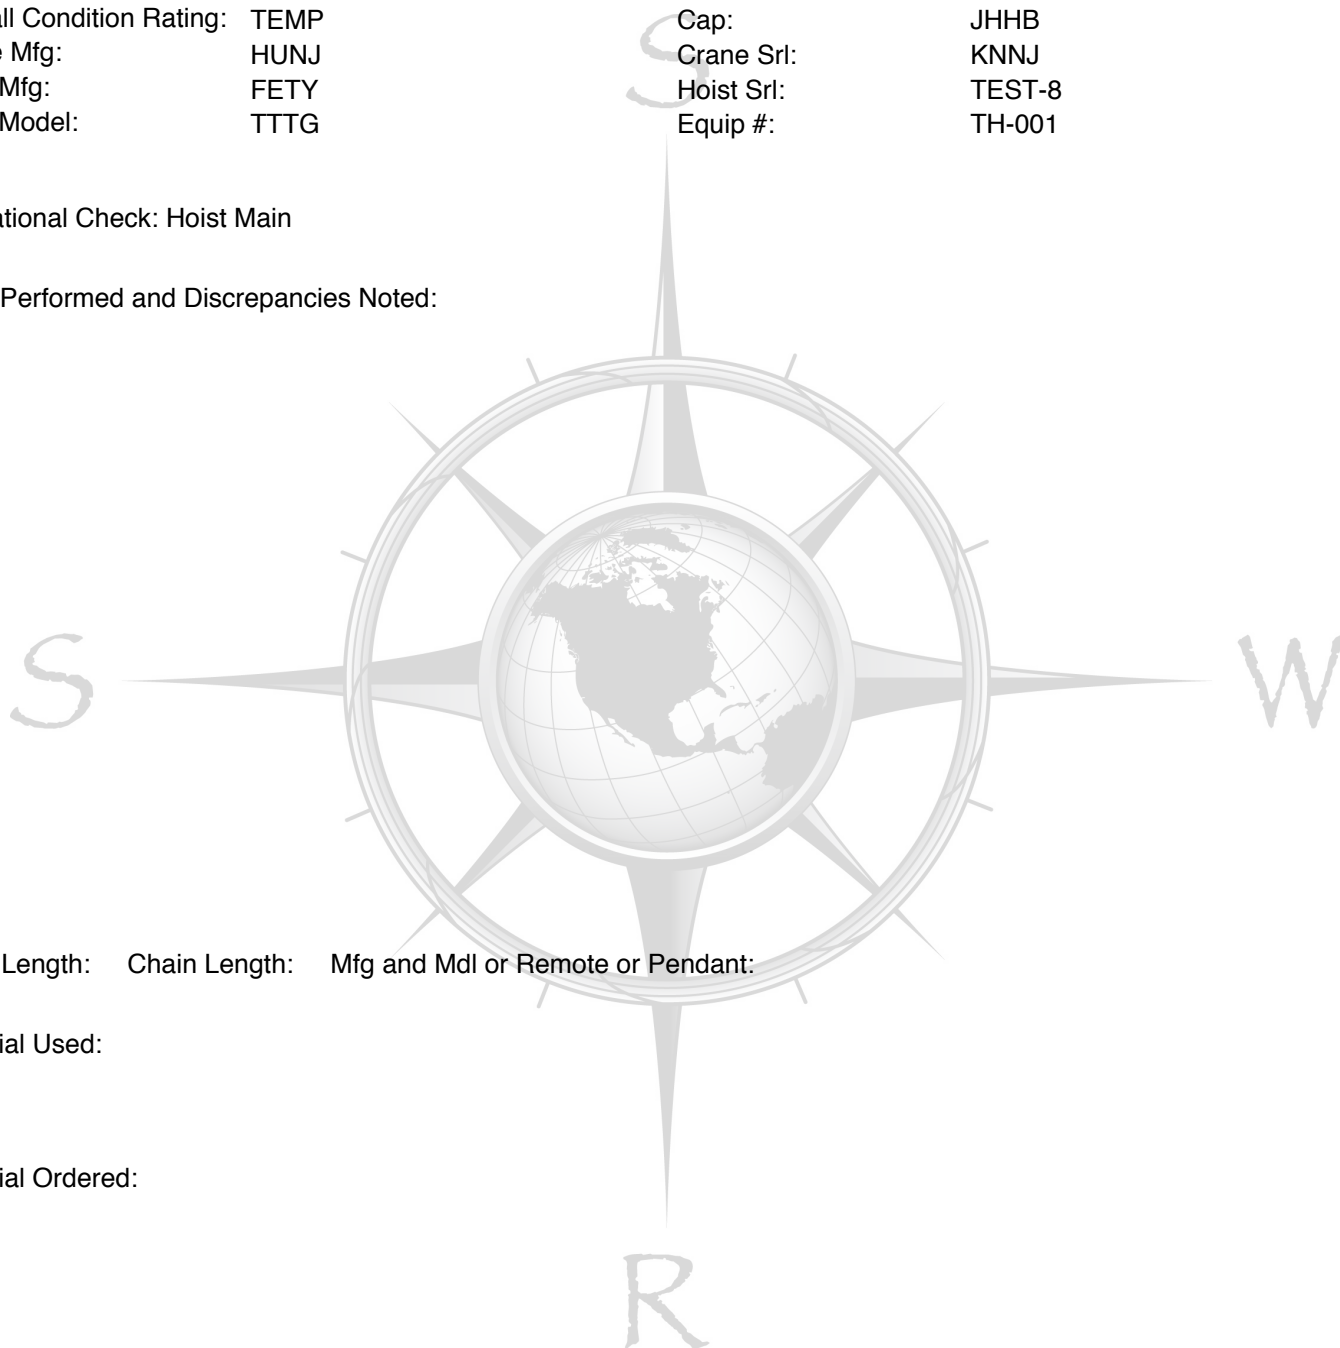 all Condition Rating: TEMP Cap: JHHB
e Mfg: HUNJ Crane Srl: KNNJ
Mfg: FETY Hoist Srl: TEST-8
Model: TTTG Equip #: TH-001
ational Check: Hoist Main
Performed and Discrepancies Noted:
Length: Chain Length: Mfg and Mdl or Remote or Pendant:
ial Used:
ial Ordered:
S
S W
R